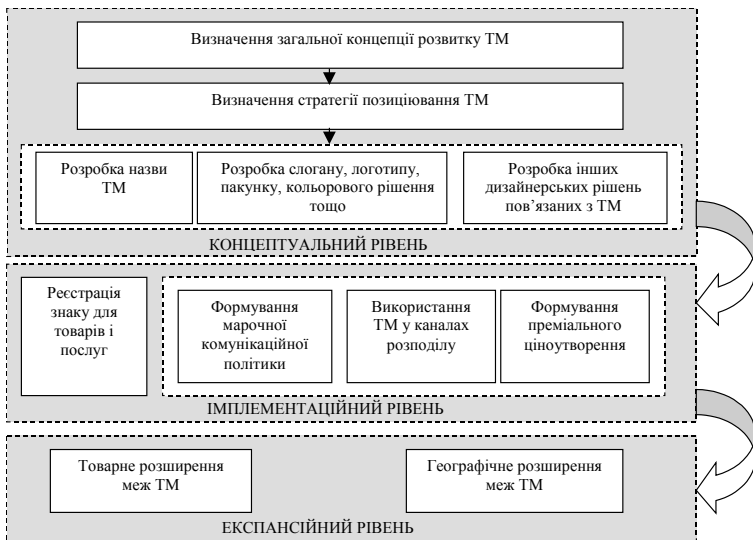 Визначення загальної концепції розвитку ТМ
Визначення стратегії позиціювання ТМ
Розробка назви
ТМ
Розробка слогану, логотипу,
пакунку, кольорового рішення
тощо
Розробка інших
дизайнерських рішень
пов’язаних з ТМ
КОНЦЕПТУАЛЬНИЙ РІВЕНЬ
Реєстрація
знаку для
товарів і
послуг
Формування
марочної
комунікаційної
політики
Використання
ТМ у каналах
розподілу
Формування
преміального
ціноутворення
ІМПЛЕМЕНТАЦІЙНИЙ РІВЕНЬ
Товарне розширення
меж ТМ
Географічне розширення
меж ТМ
ЕКСПАНСІЙНИЙ РІВЕНЬ